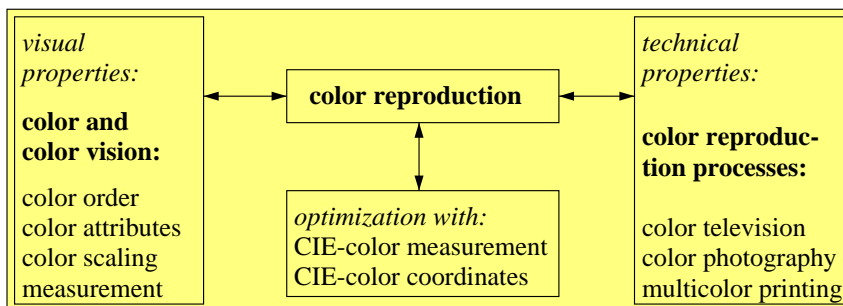 visual
properties:
color and
color vision:
color order
color attributes
color scaling
measurement
color reproduction
optimization with:
CIE-color measurement
CIE-color coordinates
technical
properties:
color reproduc-
tion processes:
color television
color photography
multicolor printing